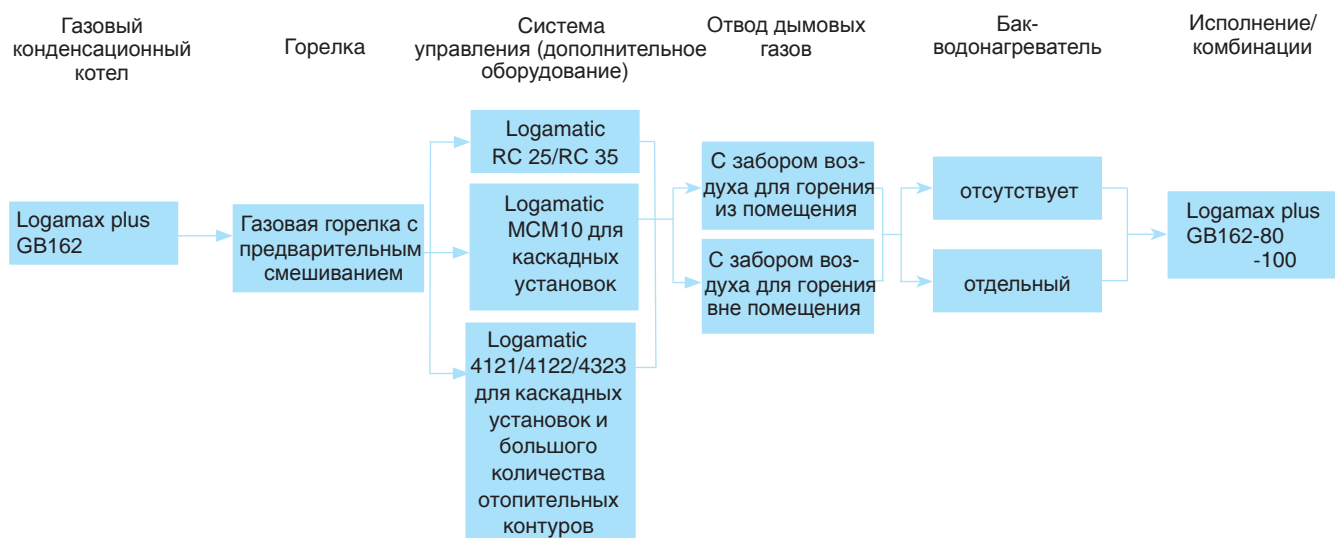 Газовый
конденсационный
котел
Горелка
Система
управления (дополнительное
оборудование)
Отвод дымовых
газов
Бак-
водонагреватель
Исполнение/
комбинации
Logamax plus
GB162
Газовая горелка с
предварительным
смешиванием
Logamatic
RC 25/RC 35
Logamatic
MCM10 для
каскадных
установок
Logamatic
4121/4122/4323
для каскадных
установок и
большого
количества
отопительных
контуров
С забором воз-
духа для горения
из помещения
С забором воз-
духа для горения
вне помещения
отсутствует
отдельный
Logamax plus
GB162-80
-100